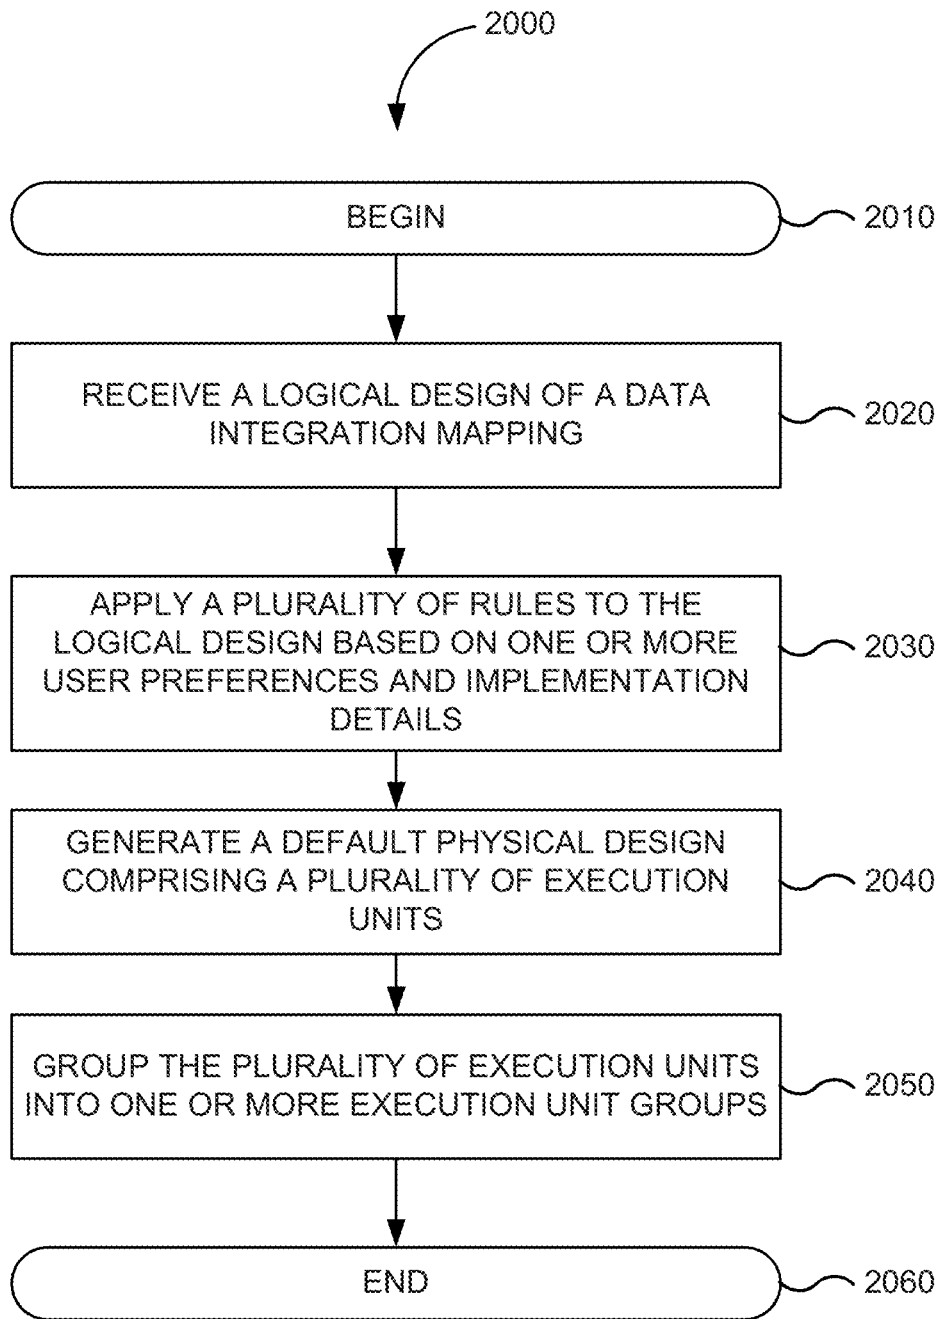 2000
BEGIN
2010
RECEIVE A LOGICAL DESIGN OF A DATA
INTEGRATION MAPPING
2020
APPLY A PLURALITY OF RULES TO THE
LOGICAL DESIGN BASED ON ONE OR MORE
USER PREFERENCES AND IMPLEMENTATION
DETAILS
2030
GENERATE A DEFAULT PHYSICAL DESIGN
COMPRISING A PLURALITY OF EXECUTION
UNITS
2040
GROUP THE PLURALITY OF EXECUTION UNITS
INTO ONE OR MORE EXECUTION UNIT GROUPS
2050
END
2060